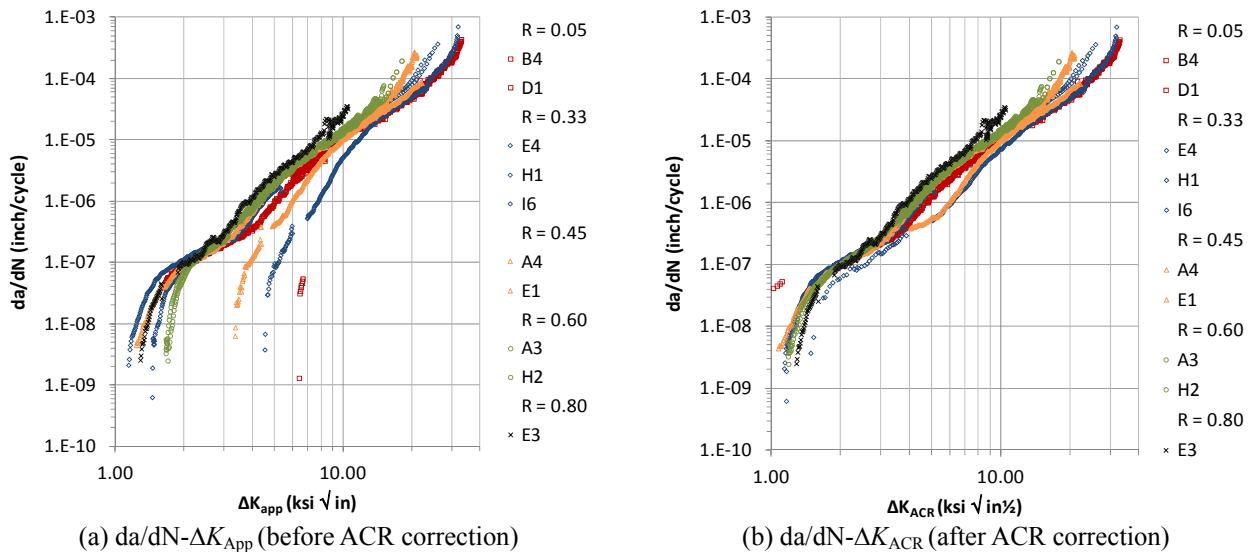 1.E-03
1.E-04
1.E-05
1.E-06
1.E-07
1.E-08
1.E-09
1.E-10
da/dN (inch/cycle)
1.00
10.00
ΔKapp (ksi √ in)
R = 0.05
B4
D1
R = 0.33
E4
H1
I6
R = 0.45
A4
E1
R = 0.60
A3
H2
R = 0.80
E3
(a) da/dN-ΔKApp (before ACR correction)
1.E-03
1.E-04
1.E-05
1.E-06
1.E-07
1.E-08
1.E-09
1.E-10
da/dN (inch/cycle)
1.00
10.00
ΔKACR (ksi √ in½)
R = 0.05
B4
D1
R = 0.33
E4
H1
I6
R = 0.45
A4
E1
R = 0.60
A3
H2
R = 0.80
E3
(b) da/dN-ΔKACR (after ACR correction)